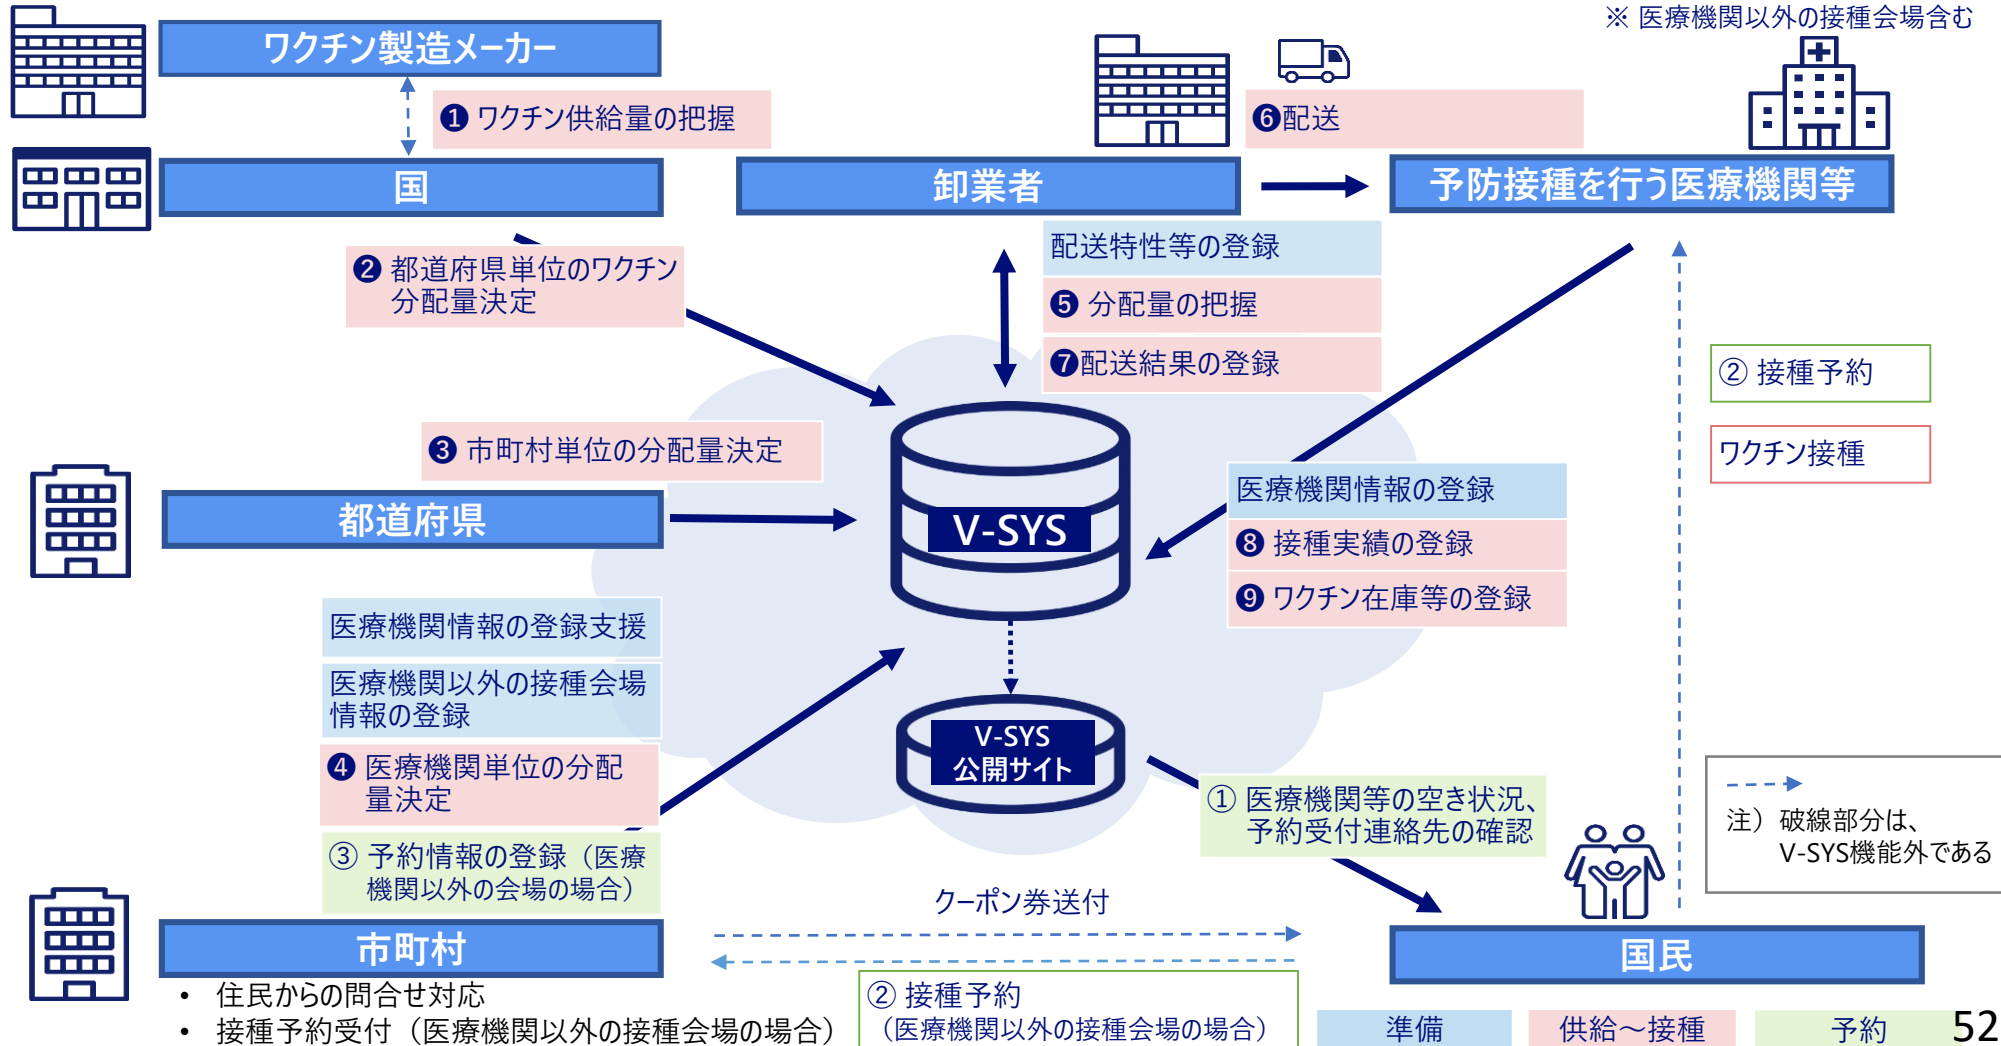 ※ 医療機関以外の接種会場含む
ワクチン製造メーカー
❶ ワクチン供給量の把握
❻配送
国
卸業者
予防接種を行う医療機関等
❷ 都道府県単位のワクチン
分配量決定
配送特性等の登録
❺ 分配量の把握
❼配送結果の登録
② 接種予約
ワクチン接種
❸ 市町村単位の分配量決定
都道府県
V-SYS
医療機関情報の登録
❽ 接種実績の登録
❾ ワクチン在庫等の登録
医療機関情報の登録支援
医療機関以外の接種会場
情報の登録
❹ 医療機関単位の分配
量決定
③ 予約情報の登録（医療
機関以外の会場の場合）
V-SYS
公開サイト
① 医療機関等の空き状況、
予約受付連絡先の確認
注） 破線部分は、
V-SYS機能外である
クーポン券送付
市町村
国民
• 住民からの問合せ対応
• 接種予約受付（医療機関以外の接種会場の場合）
② 接種予約
（医療機関以外の接種会場の場合）
準備
供給～接種
予約
52